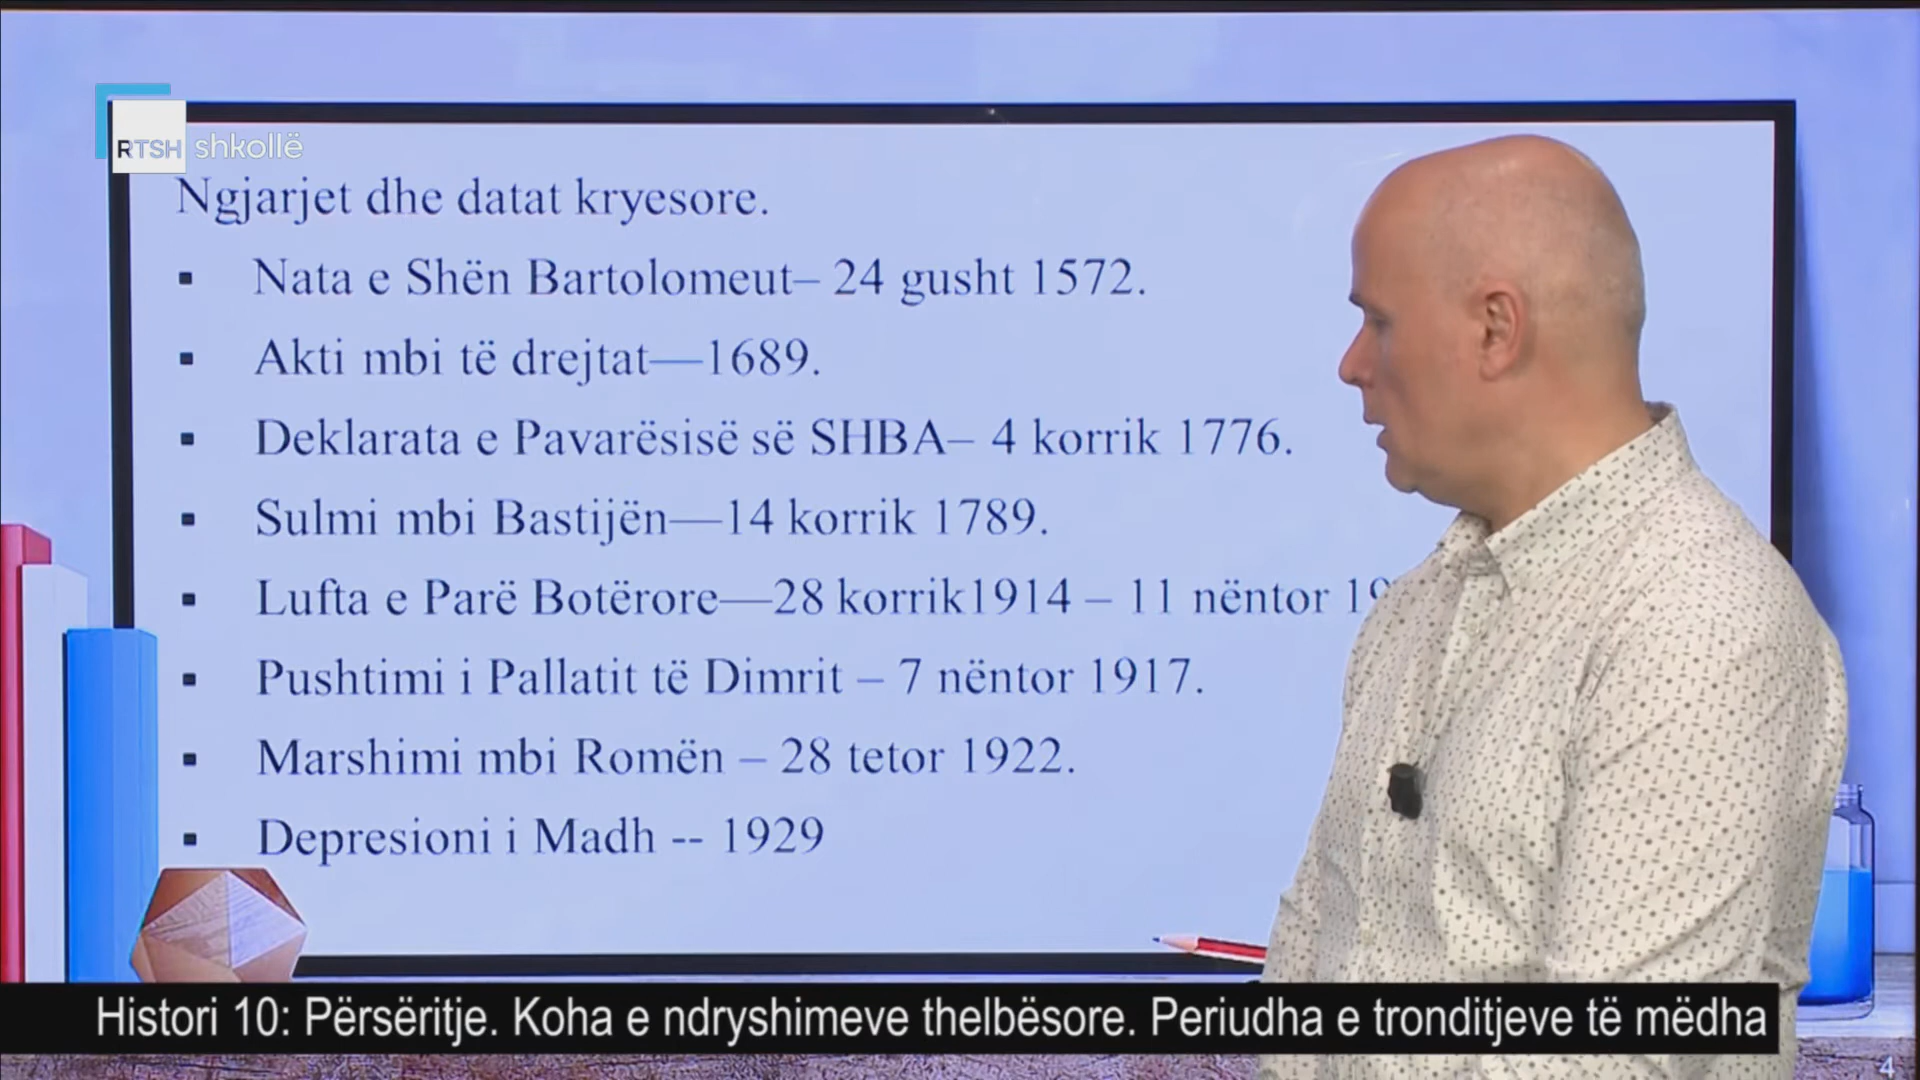 RTSH shkollë
Ngjarjet dhe datat kryesore.
▪ Nata e Shën Bartolomeut– 24 gusht 1572.
▪ Akti mbi të drejtat—1689.
▪ Deklarata e Pavarësisë së SHBA– 4 korrik 1776.
▪ Sulmi mbi Bastijën—14 korrik 1789.
▪ Lufta e Parë Botërore—28 korrik1914 – 11 nëntor
▪ Pushtimi i Pallatit të Dimrit – 7 nëntor 1917.
▪ Marshimi mbi Romën – 28 tetor 1922.
▪ Depresioni i Madh -- 1929
Histori 10: Përsëritje. Koha e ndryshimeve thelbësore. Periudha e tronditjeve të mëdha
4